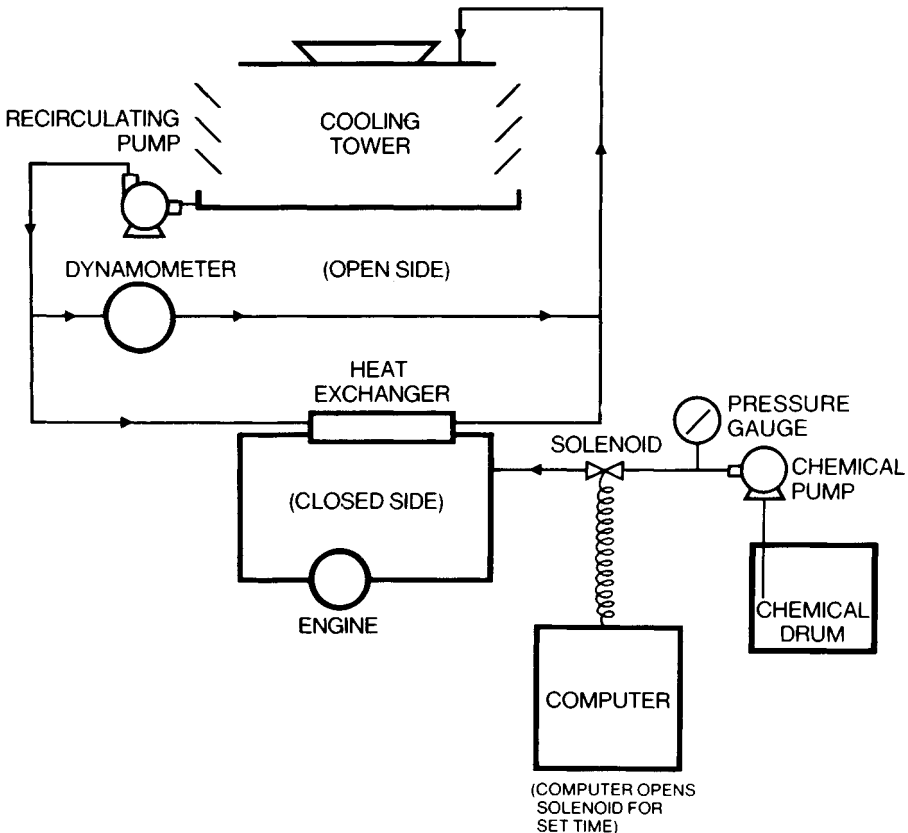 RECIRCULATING
PUMP
COOLING
TOWER
DYNAMOMETER
(OPEN SIDE)
HEAT
EXCHANGER
PRESSURE
GAUGE
SOLENOID
CHEMICAL
PUMP
(CLOSED SIDE)
ENGINE
CHEMICAL
DRUM
COMPUTER
(COMPUTER OPENS
SOLENOID FOR
SET TIME)